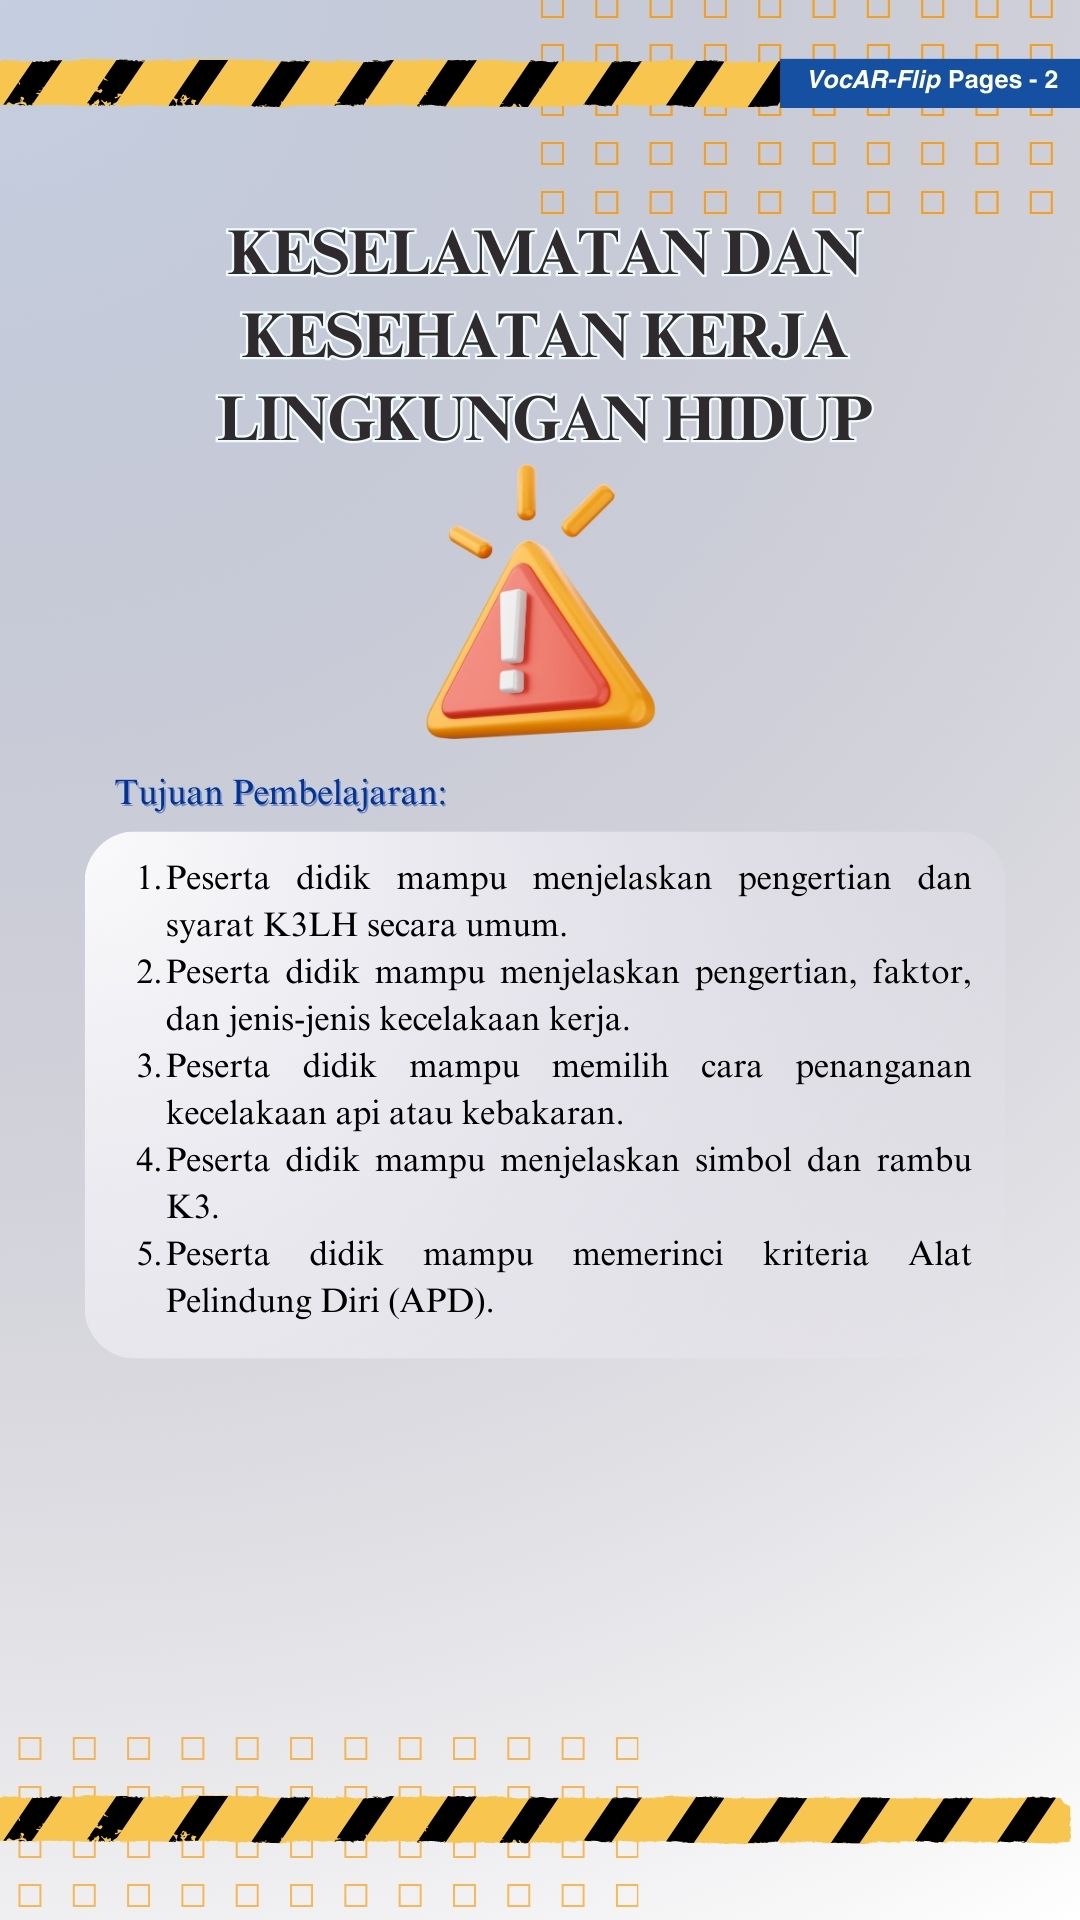 VocAR-Flip Pages - 2
KESELAMATAN DAN
KESEHATAN KERJA
LINGKUNGAN HIDUP
Tujuan Pembelajaran:
1. Peserta didik mampu menjelaskan pengertian dan
syarat K3LH secara umum.
2. Peserta didik mampu menjelaskan pengertian, faktor,
dan jenis-jenis kecelakaan kerja.
3. Peserta didik mampu memilih cara penanganan
kecelakaan api atau kebakaran.
4. Peserta didik mampu menjelaskan simbol dan rambu
K3.
5. Peserta didik mampu memerinci kriteria Alat
Pelindung Diri (APD).